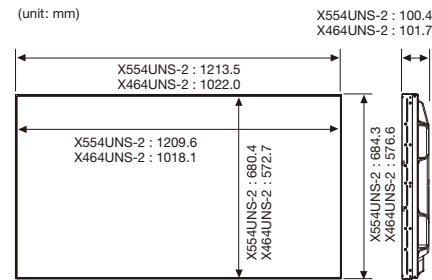 (unit: mm)
X554UNS-2 : 100.4
X464UNS-2 : 101.7
X554UNS-2 : 1213.5
X464UNS-2 : 1022.0
X554UNS-2 : 1209.6
X464UNS-2 : 1018.1
X554UNS-2 : 680.4
X464UNS-2 : 572.7
X554UNS-2 : 684.3
X464UNS-2 : 576.6